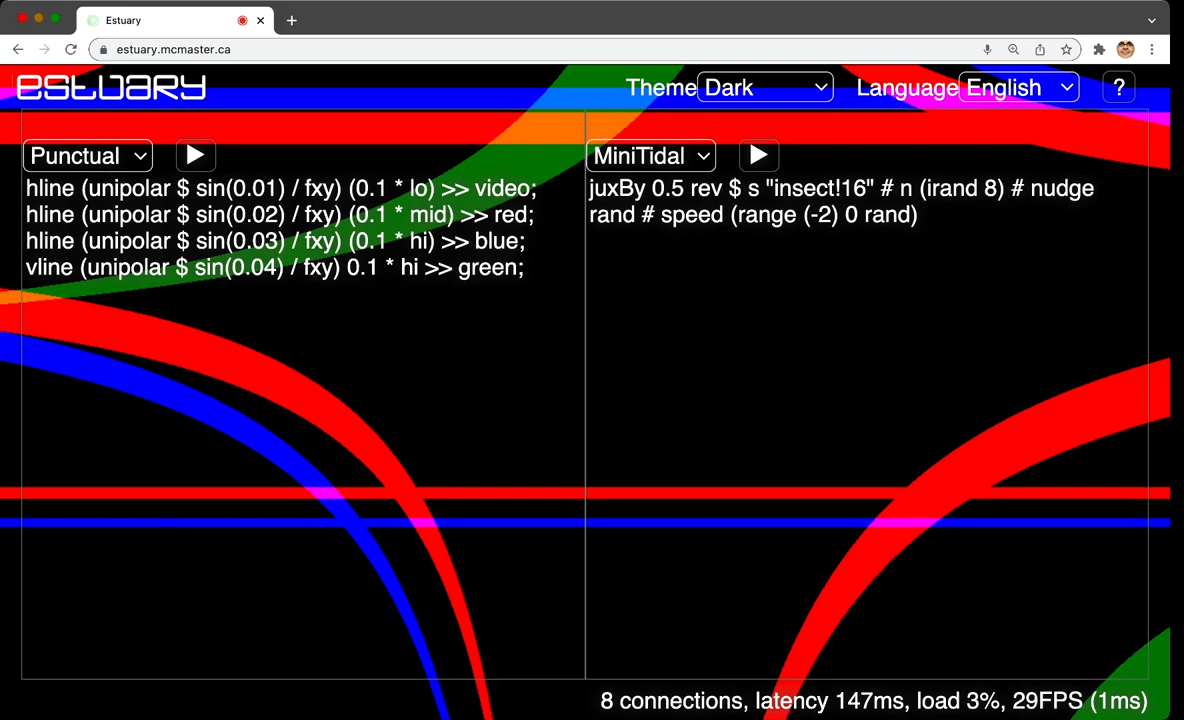 Estuary
estuary.mcmaster.ca
estuary
Theme Dark Language English ?
Punctual
hline (unipolar $ sin(0.01) / fxy) (0.1 * lo) >> video;
hline (unipolar $ sin(0.02) / fxy) (0.1 * mid) >> red;
hline (unipolar $ sin(0.03) / fxy) (0.1 * hi) >> blue;
vline (unipolar $ sin(0.04) / fxy) 0.1 * hi >> green;
MiniTidal
juxBy 0.5 rev $ s "insect!16" # n (irand 8) # nudge
rand # speed (range (-2) 0 rand)
8 connections, latency 147ms, load 3%, 29FPS (1ms)